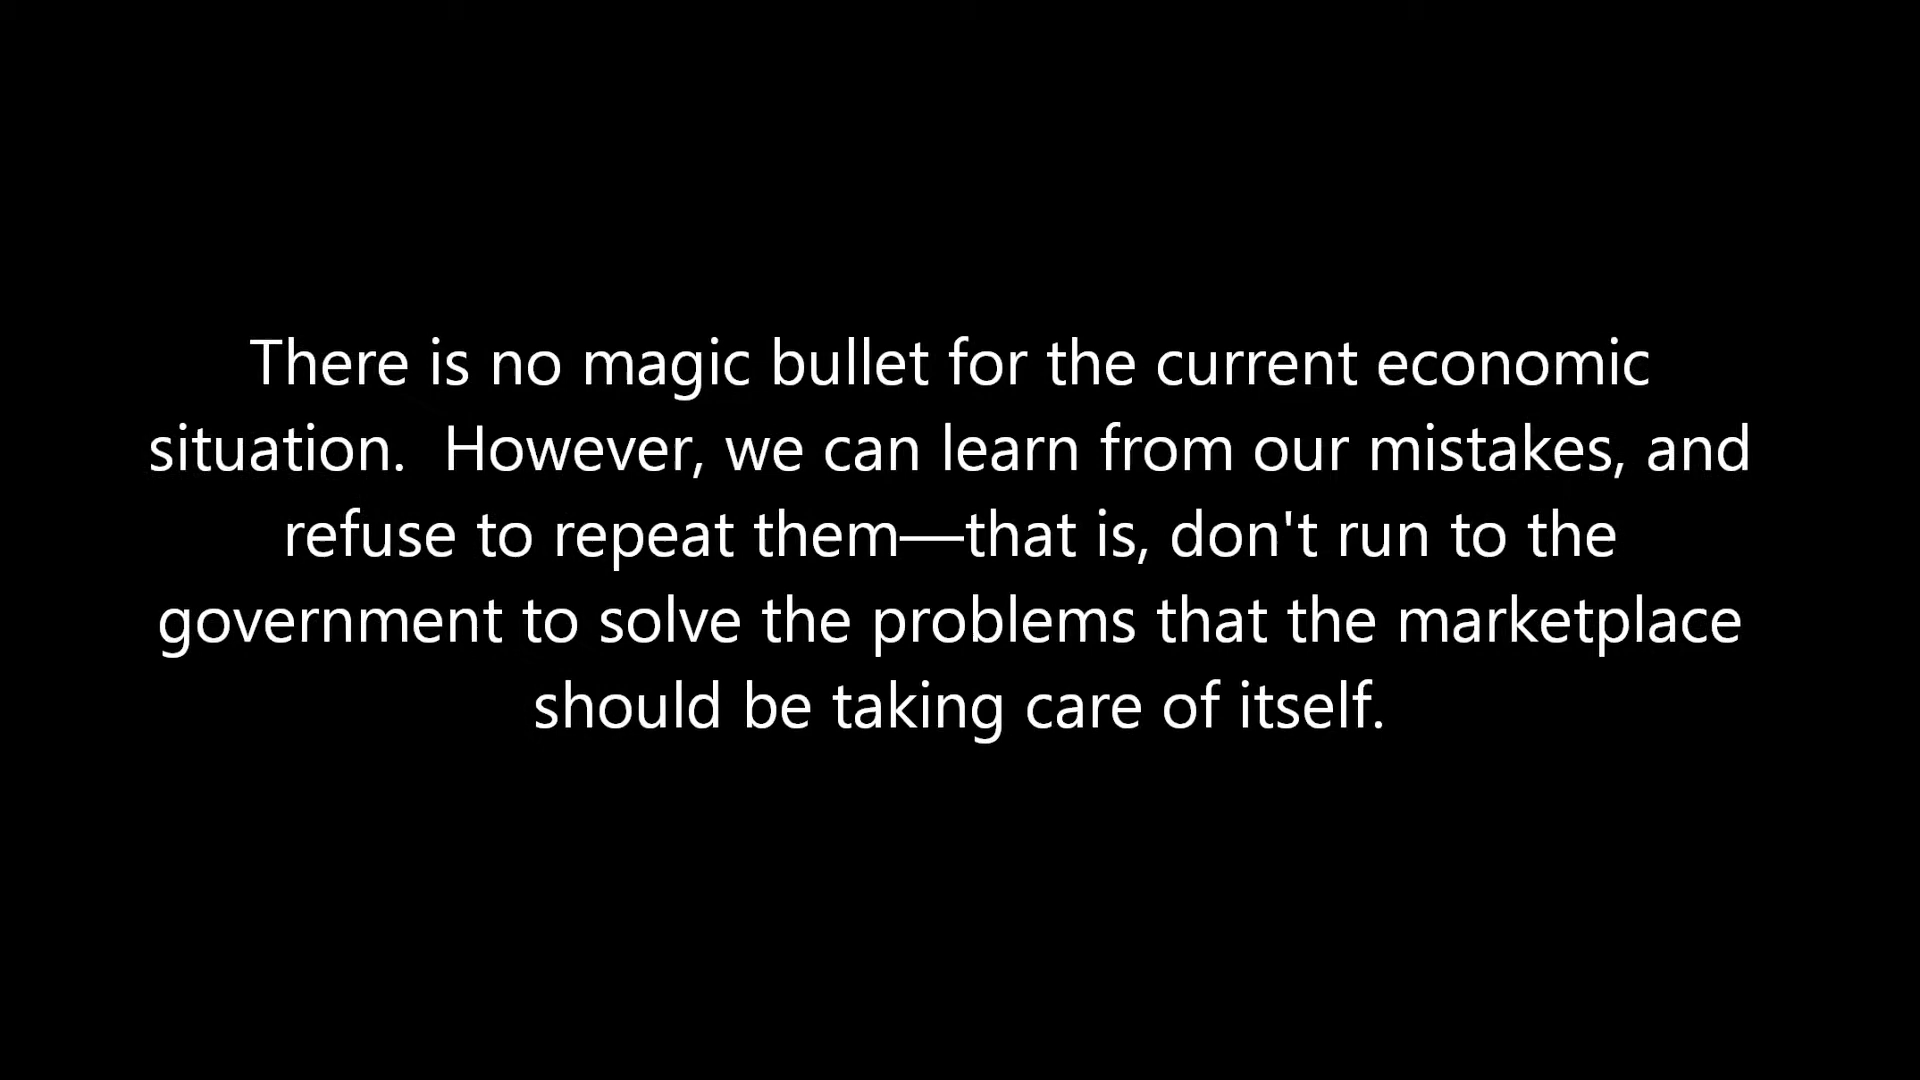 There is no magic bullet for the current economic
situation.  However, we can learn from our mistakes, and
refuse to repeat them—that is, don't run to the
government to solve the problems that the marketplace
should be taking care of itself.